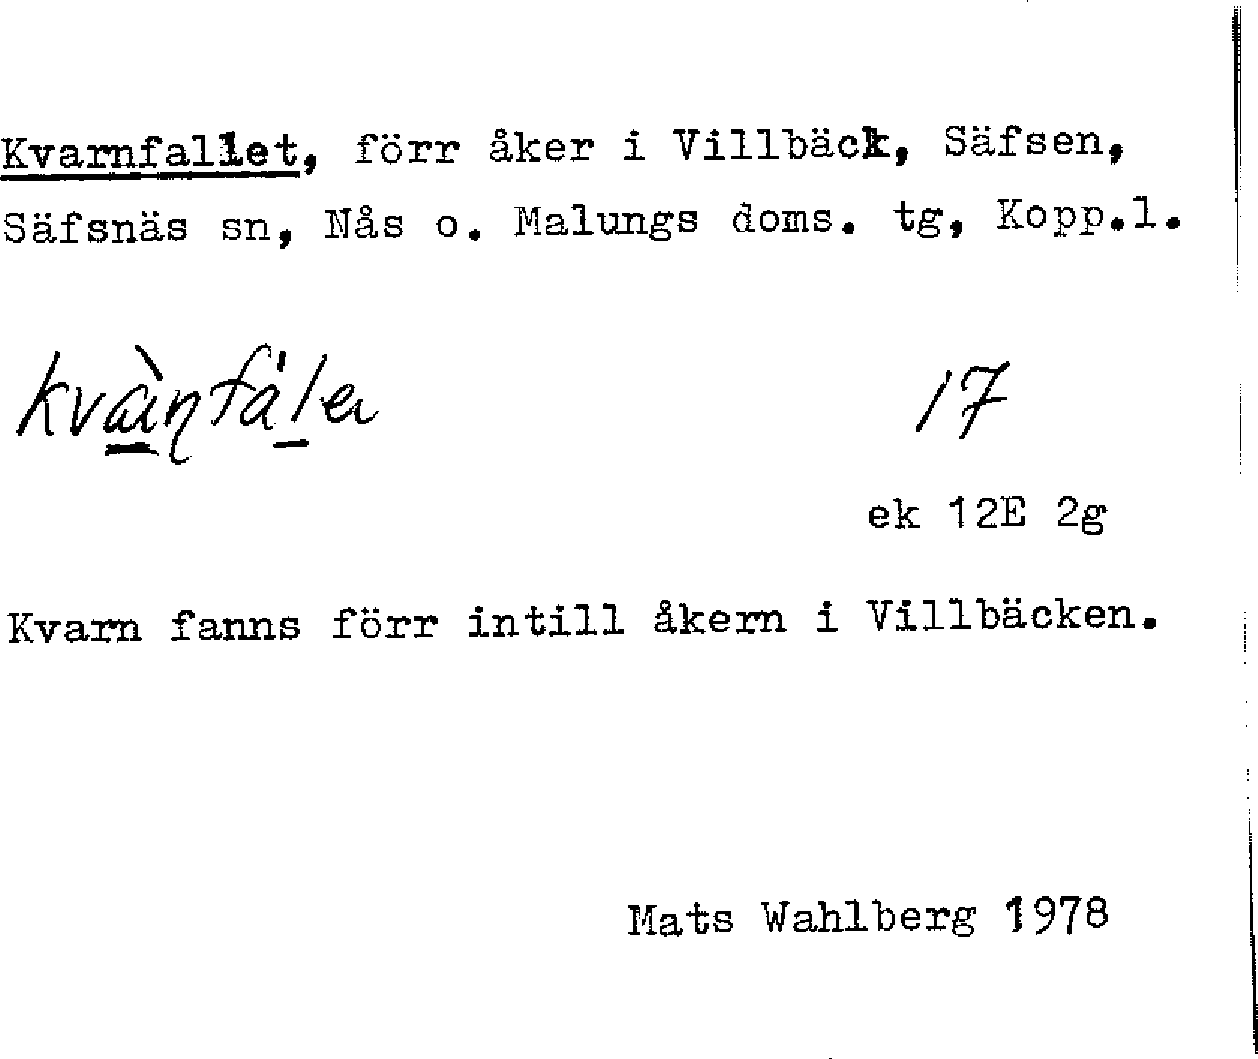 Kvarnfallet, förr åker i Villbäck, Säfsen,
Säfsnäs sn, Nås o. Malungs doms. tg, Kopp.l.
17
ek 12E 2g
Kvarn fanns förr intill åkern i Villbäcken.
Mats Wahlberg 1978